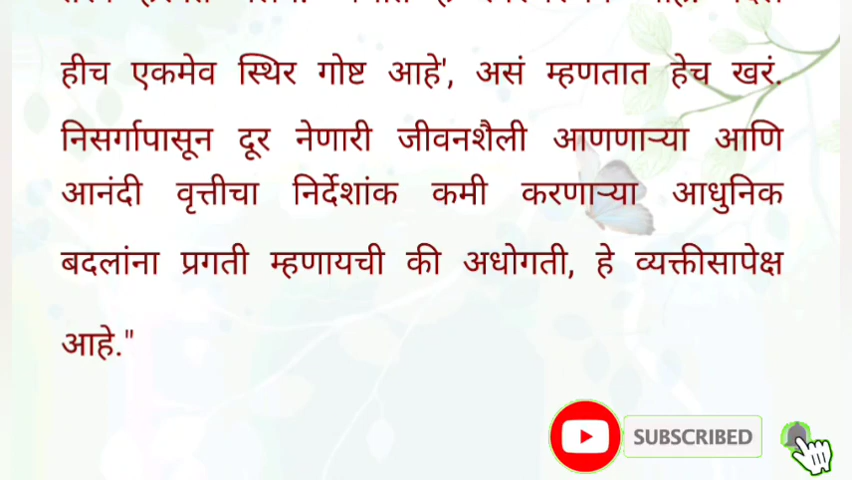 हीच एकमेव स्थिर गोष्ट आहे', असं म्हणतात हेच खरं.
निसर्गापासून दूर नेणारी जीवनशैली आणणाऱ्या आणि
आनंदी वृत्तीचा निर्देशांक कमी करणाऱ्या आधुनिक
बदलांना प्रगती म्हणायची की अधोगती, हे व्यक्तीसापेक्ष
आहे."
SUBSCRIBED